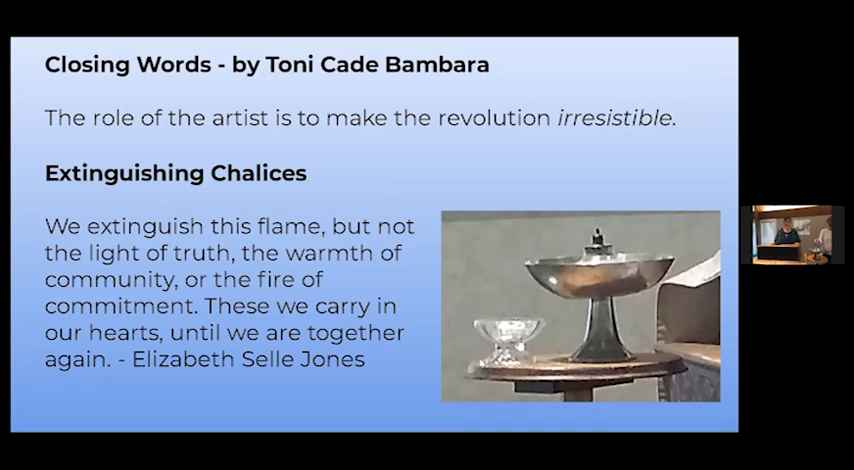 Closing Words - by Toni Cade Bambara
The role of the artist is to make the revolution irresistible.
Extinguishing Chalices
We extinguish this flame, but not
the light of truth, the warmth of
community, or the fire of
commitment. These we carry in
our hearts, until we are together
again. - Elizabeth Selle Jones